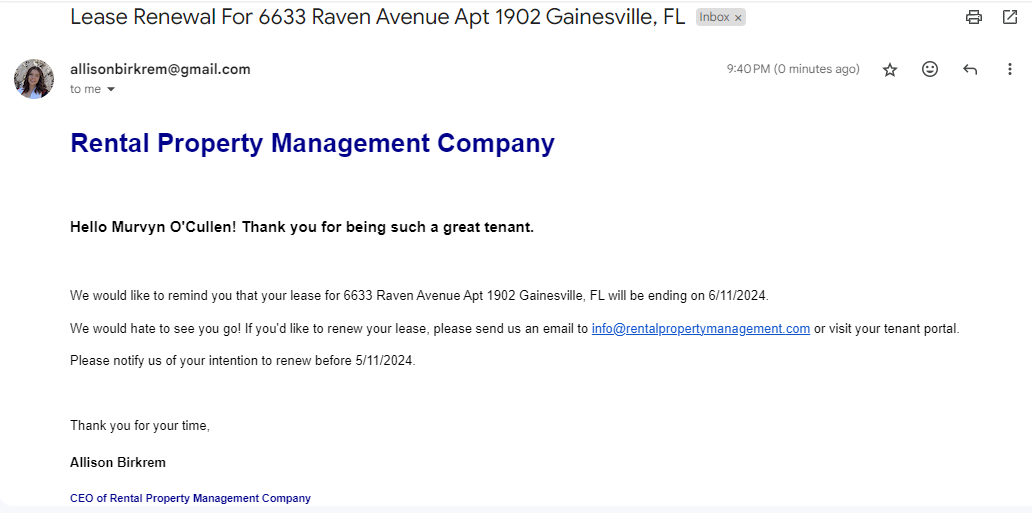 Lease Renewal For 6633 Raven Avenue Apt 1902 Gainesville, FL Inbox ×
allisonbirkrem@gmail.com 9:40 PM (0 minutes ago)
to me
Rental Property Management Company
Hello Murvyn O'Cullen! Thank you for being such a great tenant.
We would like to remind you that your lease for 6633 Raven Avenue Apt 1902 Gainesville, FL will be ending on 6/11/2024.
We would hate to see you go! If you'd like to renew your lease, please send us an email to info@rentalpropertymanagement.com or visit your tenant portal.
Please notify us of your intention to renew before 5/11/2024.
Thank you for your time,
Allison Birkrem
CEO of Rental Property Management Company